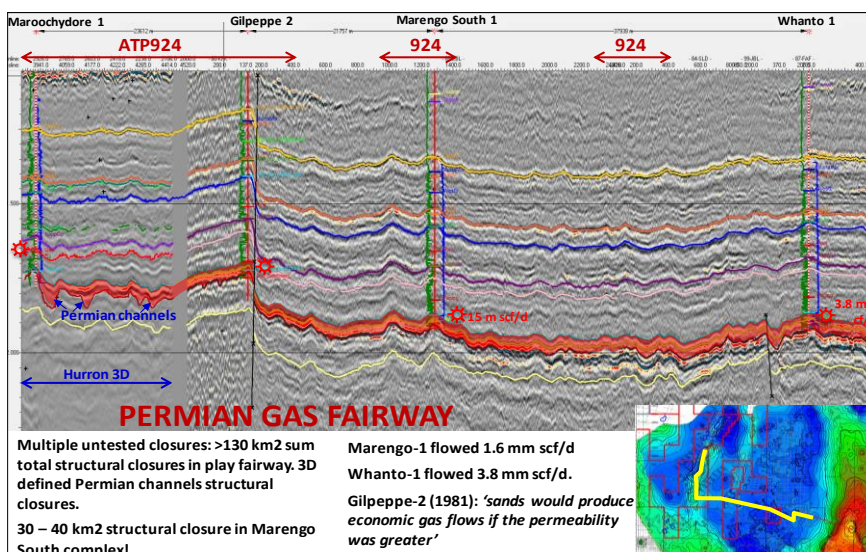 Maroochydore 1 Gilpeppe 2 Marengo South 1 Whanto 1
ATP924 924 924
Permian channels
15 m scf/d
3.8 m
Hurron 3D
PERMIAN GAS FAIRWAY
Multiple untested closures: >130 km2 sum
total structural closures in play fairway. 3D
defined Permian channels structural
closures.
30 – 40 km2 structural closure in Marengo
South complex!
Marengo-1 flowed 1.6 mm scf/d
Whanto-1 flowed 3.8 mm scf/d.
Gilpeppe-2 (1981): ‘sands would produce
economic gas flows if the permeability
was greater’